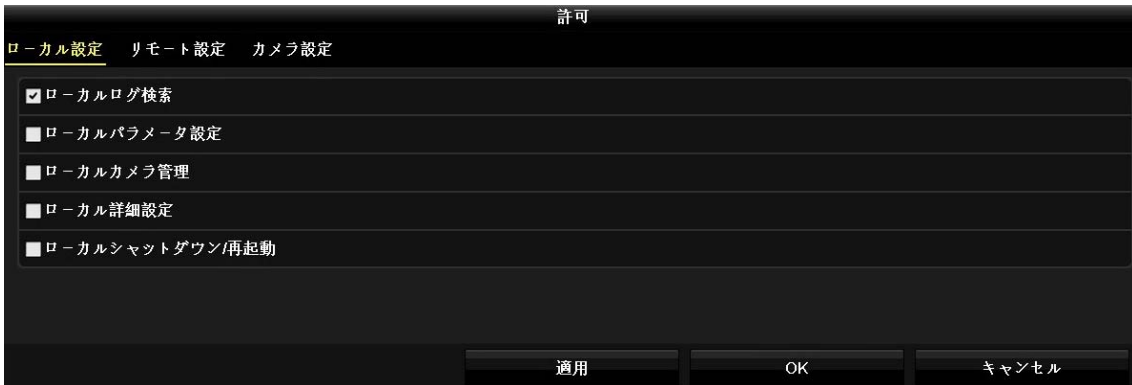 許可
ローカル設定 リモート設定 カメラ設定
ローカルログ検索
ローカルパラメータ設定
ローカルカメラ管理
ローカル詳細設定
ローカルシャットダウン/再起動
適用 OK キャンセル